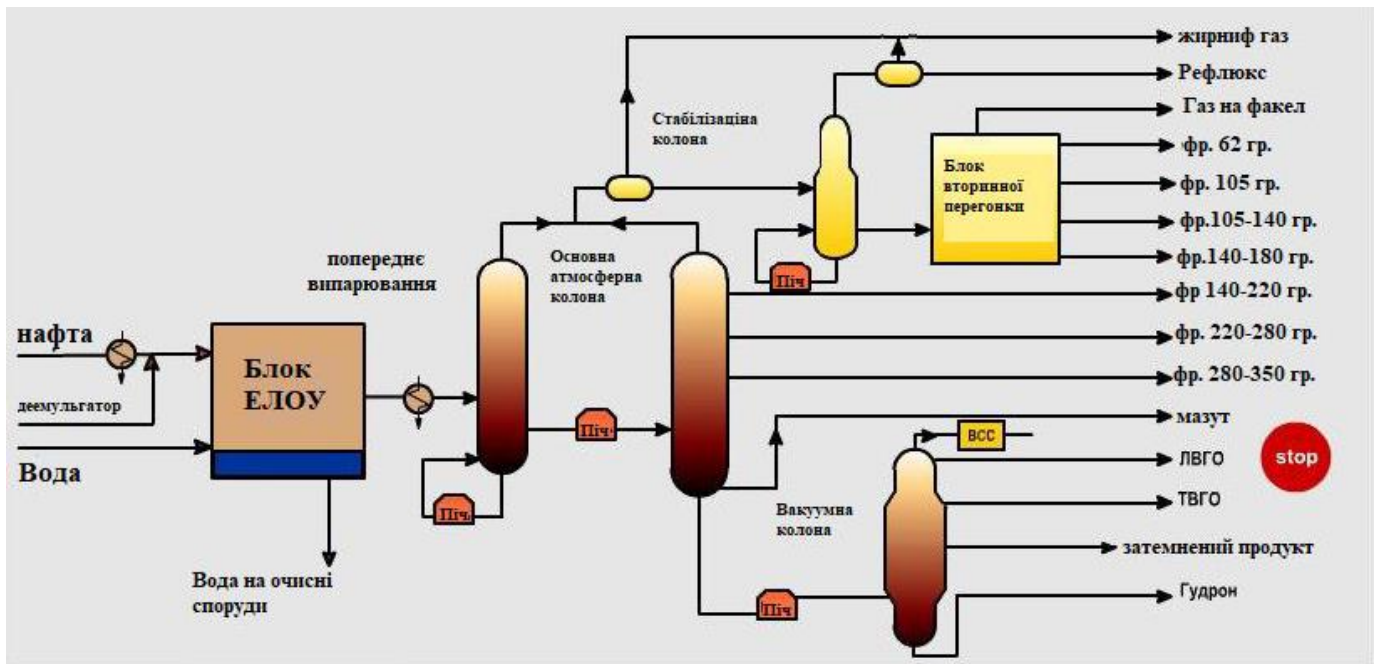 жирниф газ
Рефлюкс
Стабілізаціна
колона
Газ на факел
Блок
вторинної
перегонки
фр. 62 гр.
фр. 105 гр.
фр.105-140 гр.
фр.140-180 гр.
попереднє
випарювання
Основна
атмосферна
колона
Піч
фр 140-220 гр.
фр. 220-280 гр.
фр. 280-350 гр.
нафта
Блок
ЕЛОУ
деемульгатор
Вода
Піч
Піч
мазут
ВСС
ЛВГО
stop
ТВГО
Вакуумна
колона
затемнений продукт
Вода на очисні
споруди
Піч
Гудрон